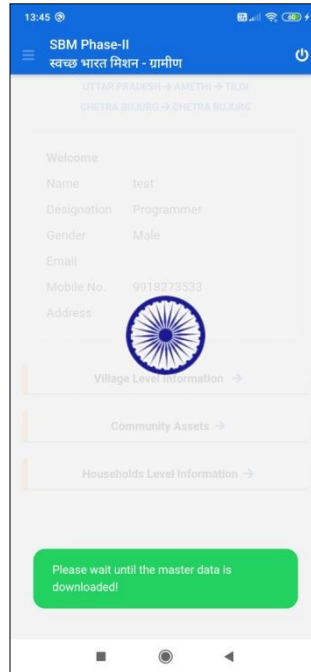 13:45
SBM Phase-II
स्वच्छ भारत मिशन - ग्रामीण
UTTAR PRADESH → AMETHI → TILOI
CHETRA BUJURG → CHETRA BUJURG
Welcome
Name test
Designation Programmer
Gender Male
Email
Mobile No. 9918273533
Address
Village Level Information →
Community Assets →
Households Level Information →
Please wait until the master data is
downloaded!